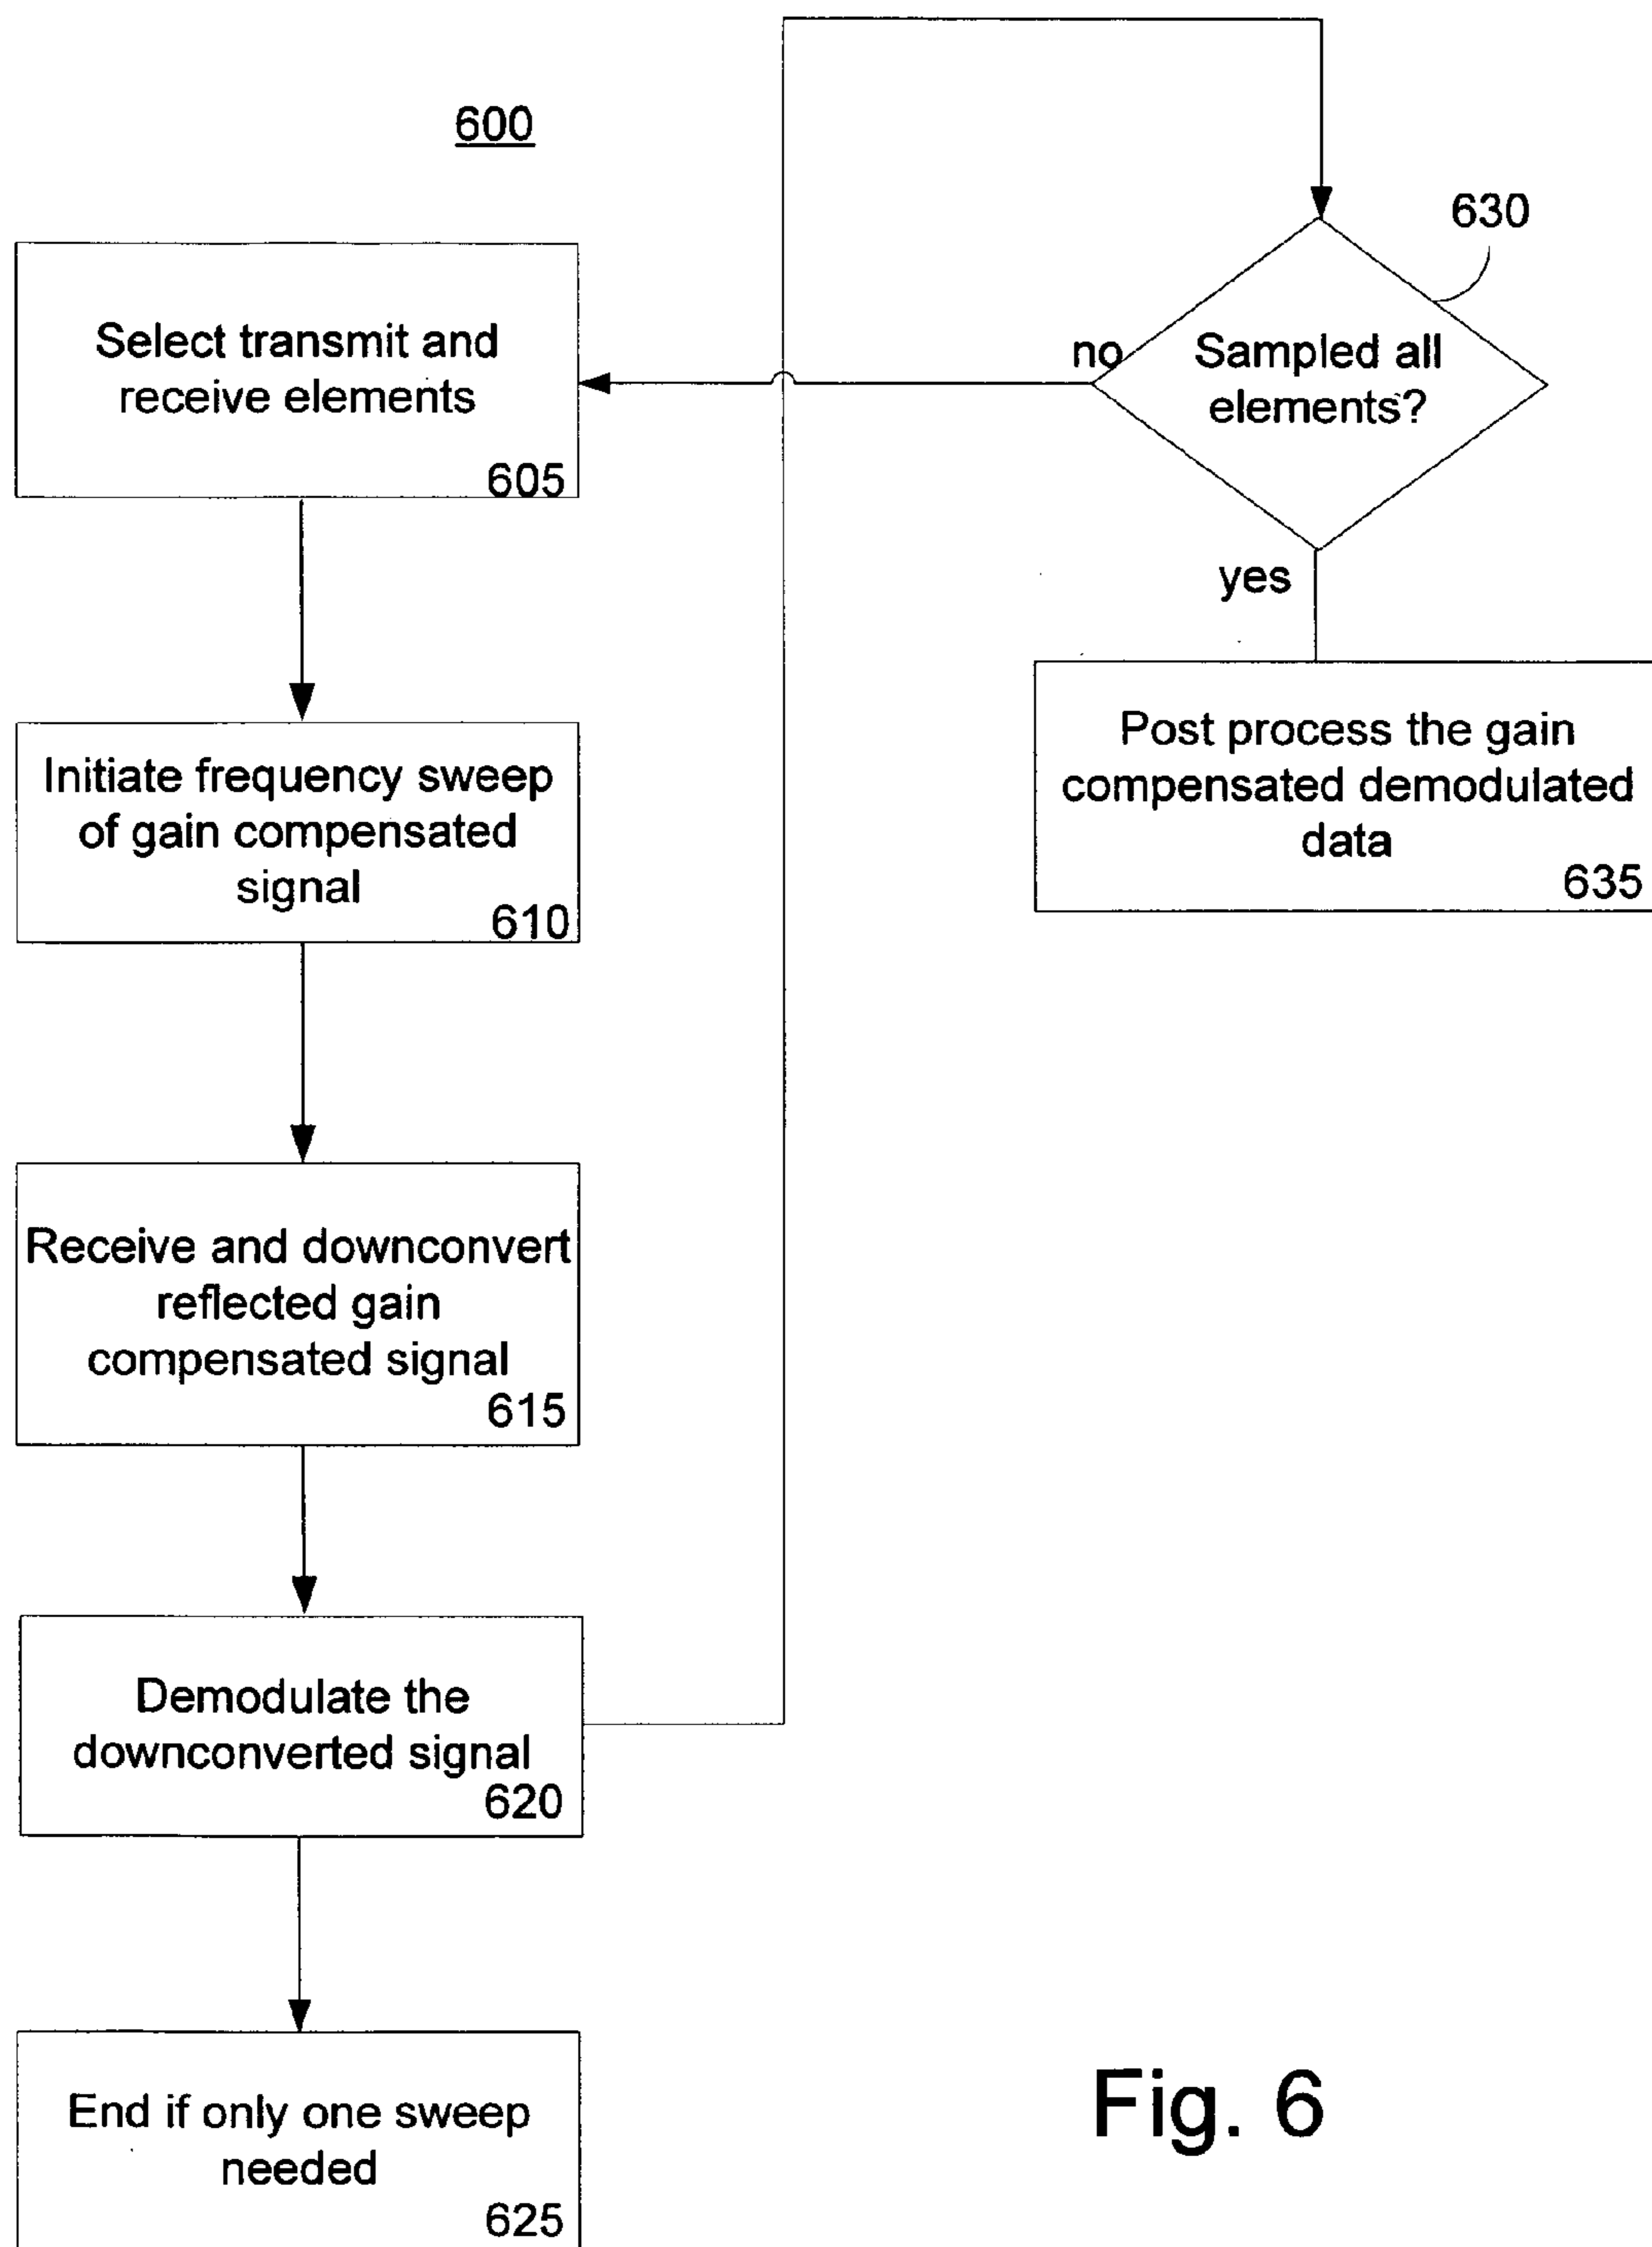 600
Select transmit and
receive elements
605
Initiate frequency sweep
of gain compensated
signal
610
Receive and downconvert
reflected gain
compensated signal
615
Demodulate the
downconverted signal
620
End if only one sweep
needed
625
630
Sampled all
elements?
no
yes
Post process the gain
compensated demodulated
data
635
Fig. 6